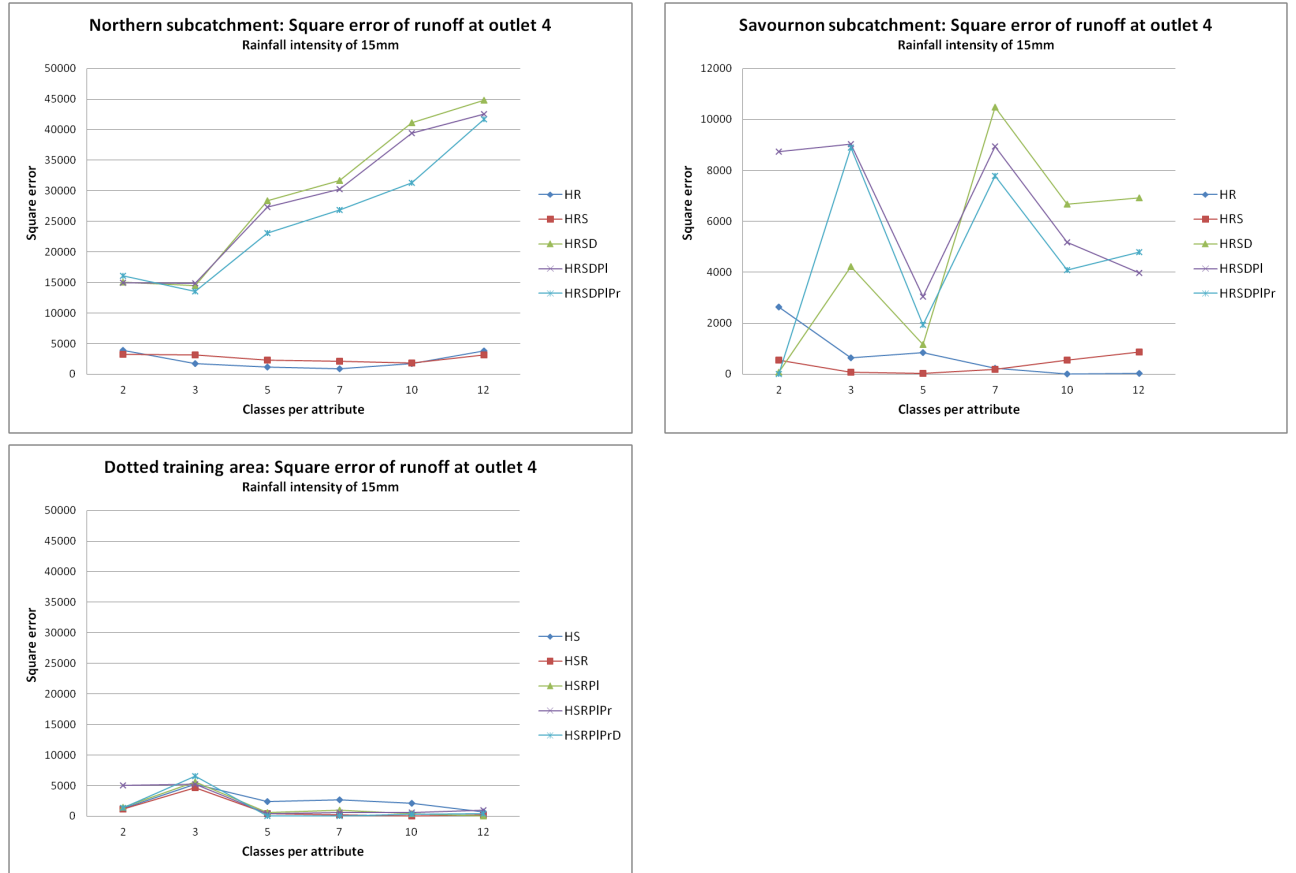 Northern subcatchment: Square error of runoff at outlet 4
Rainfall intensity of 15mm
50000
45000
40000
35000
30000
25000
20000
15000
10000
5000
0
Square error
2 3 5 7 10 12
Classes per attribute
HR
HRS
HRSD
HRSDPl
HRSDPlPr
Savournon subcatchment: Square error of runoff at outlet 4
Rainfall intensity of 15mm
12000
10000
8000
6000
4000
2000
0
Square error
2 3 5 7 10 12
Classes per attribute
HR
HRS
HRSD
HRSDPl
HRSDPlPr
Dotted training area: Square error of runoff at outlet 4
Rainfall intensity of 15mm
50000
45000
40000
35000
30000
25000
20000
15000
10000
5000
0
Square error
2 3 5 7 10 12
Classes per attribute
HS
HSR
HSRPl
HSRPlPr
HSRPlPrD